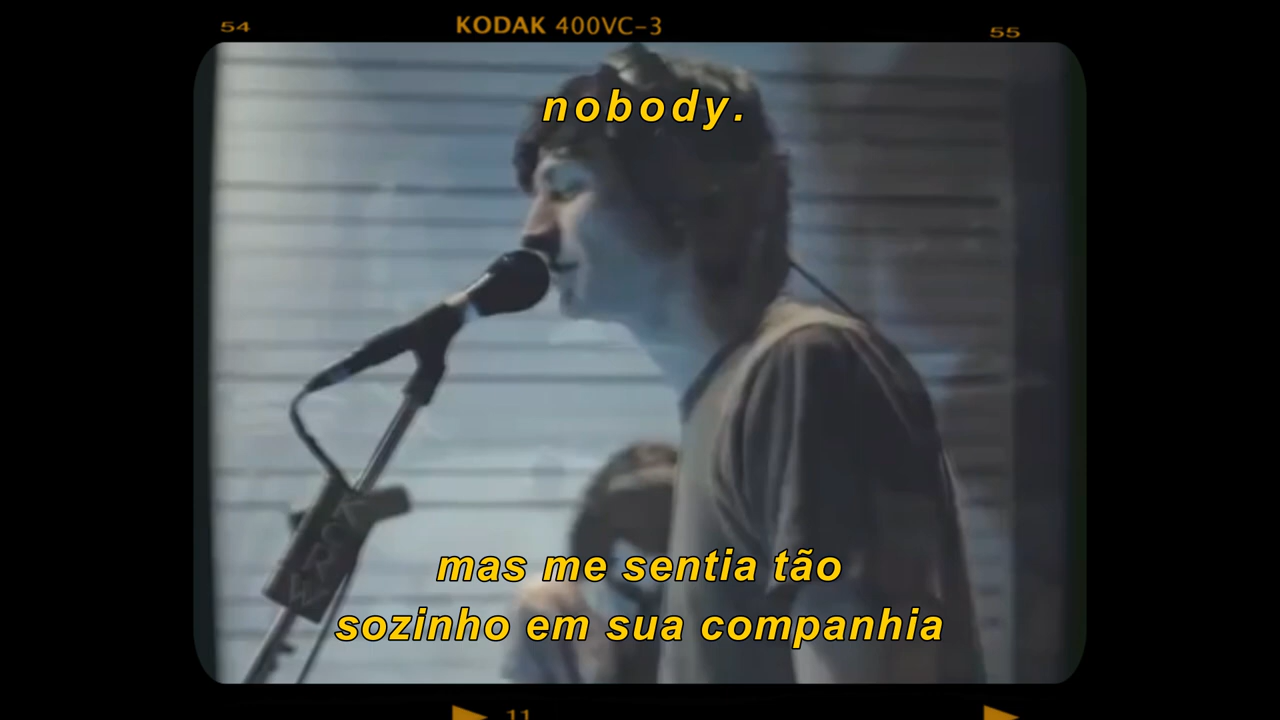 54 KODAK 400VC-3 55
nobody.
mas me sentia tão
sozinho em sua companhia
11